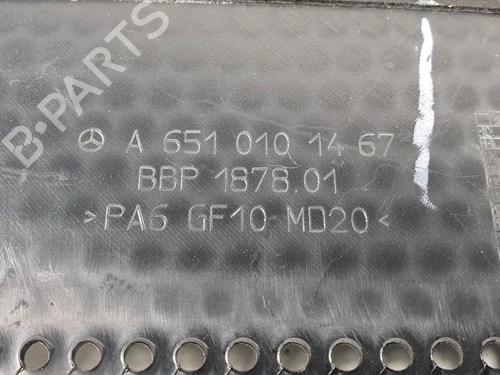 B-PARTS
A 651 010 14 67
BBP 1878.01
>PA6 GF10 MD20<